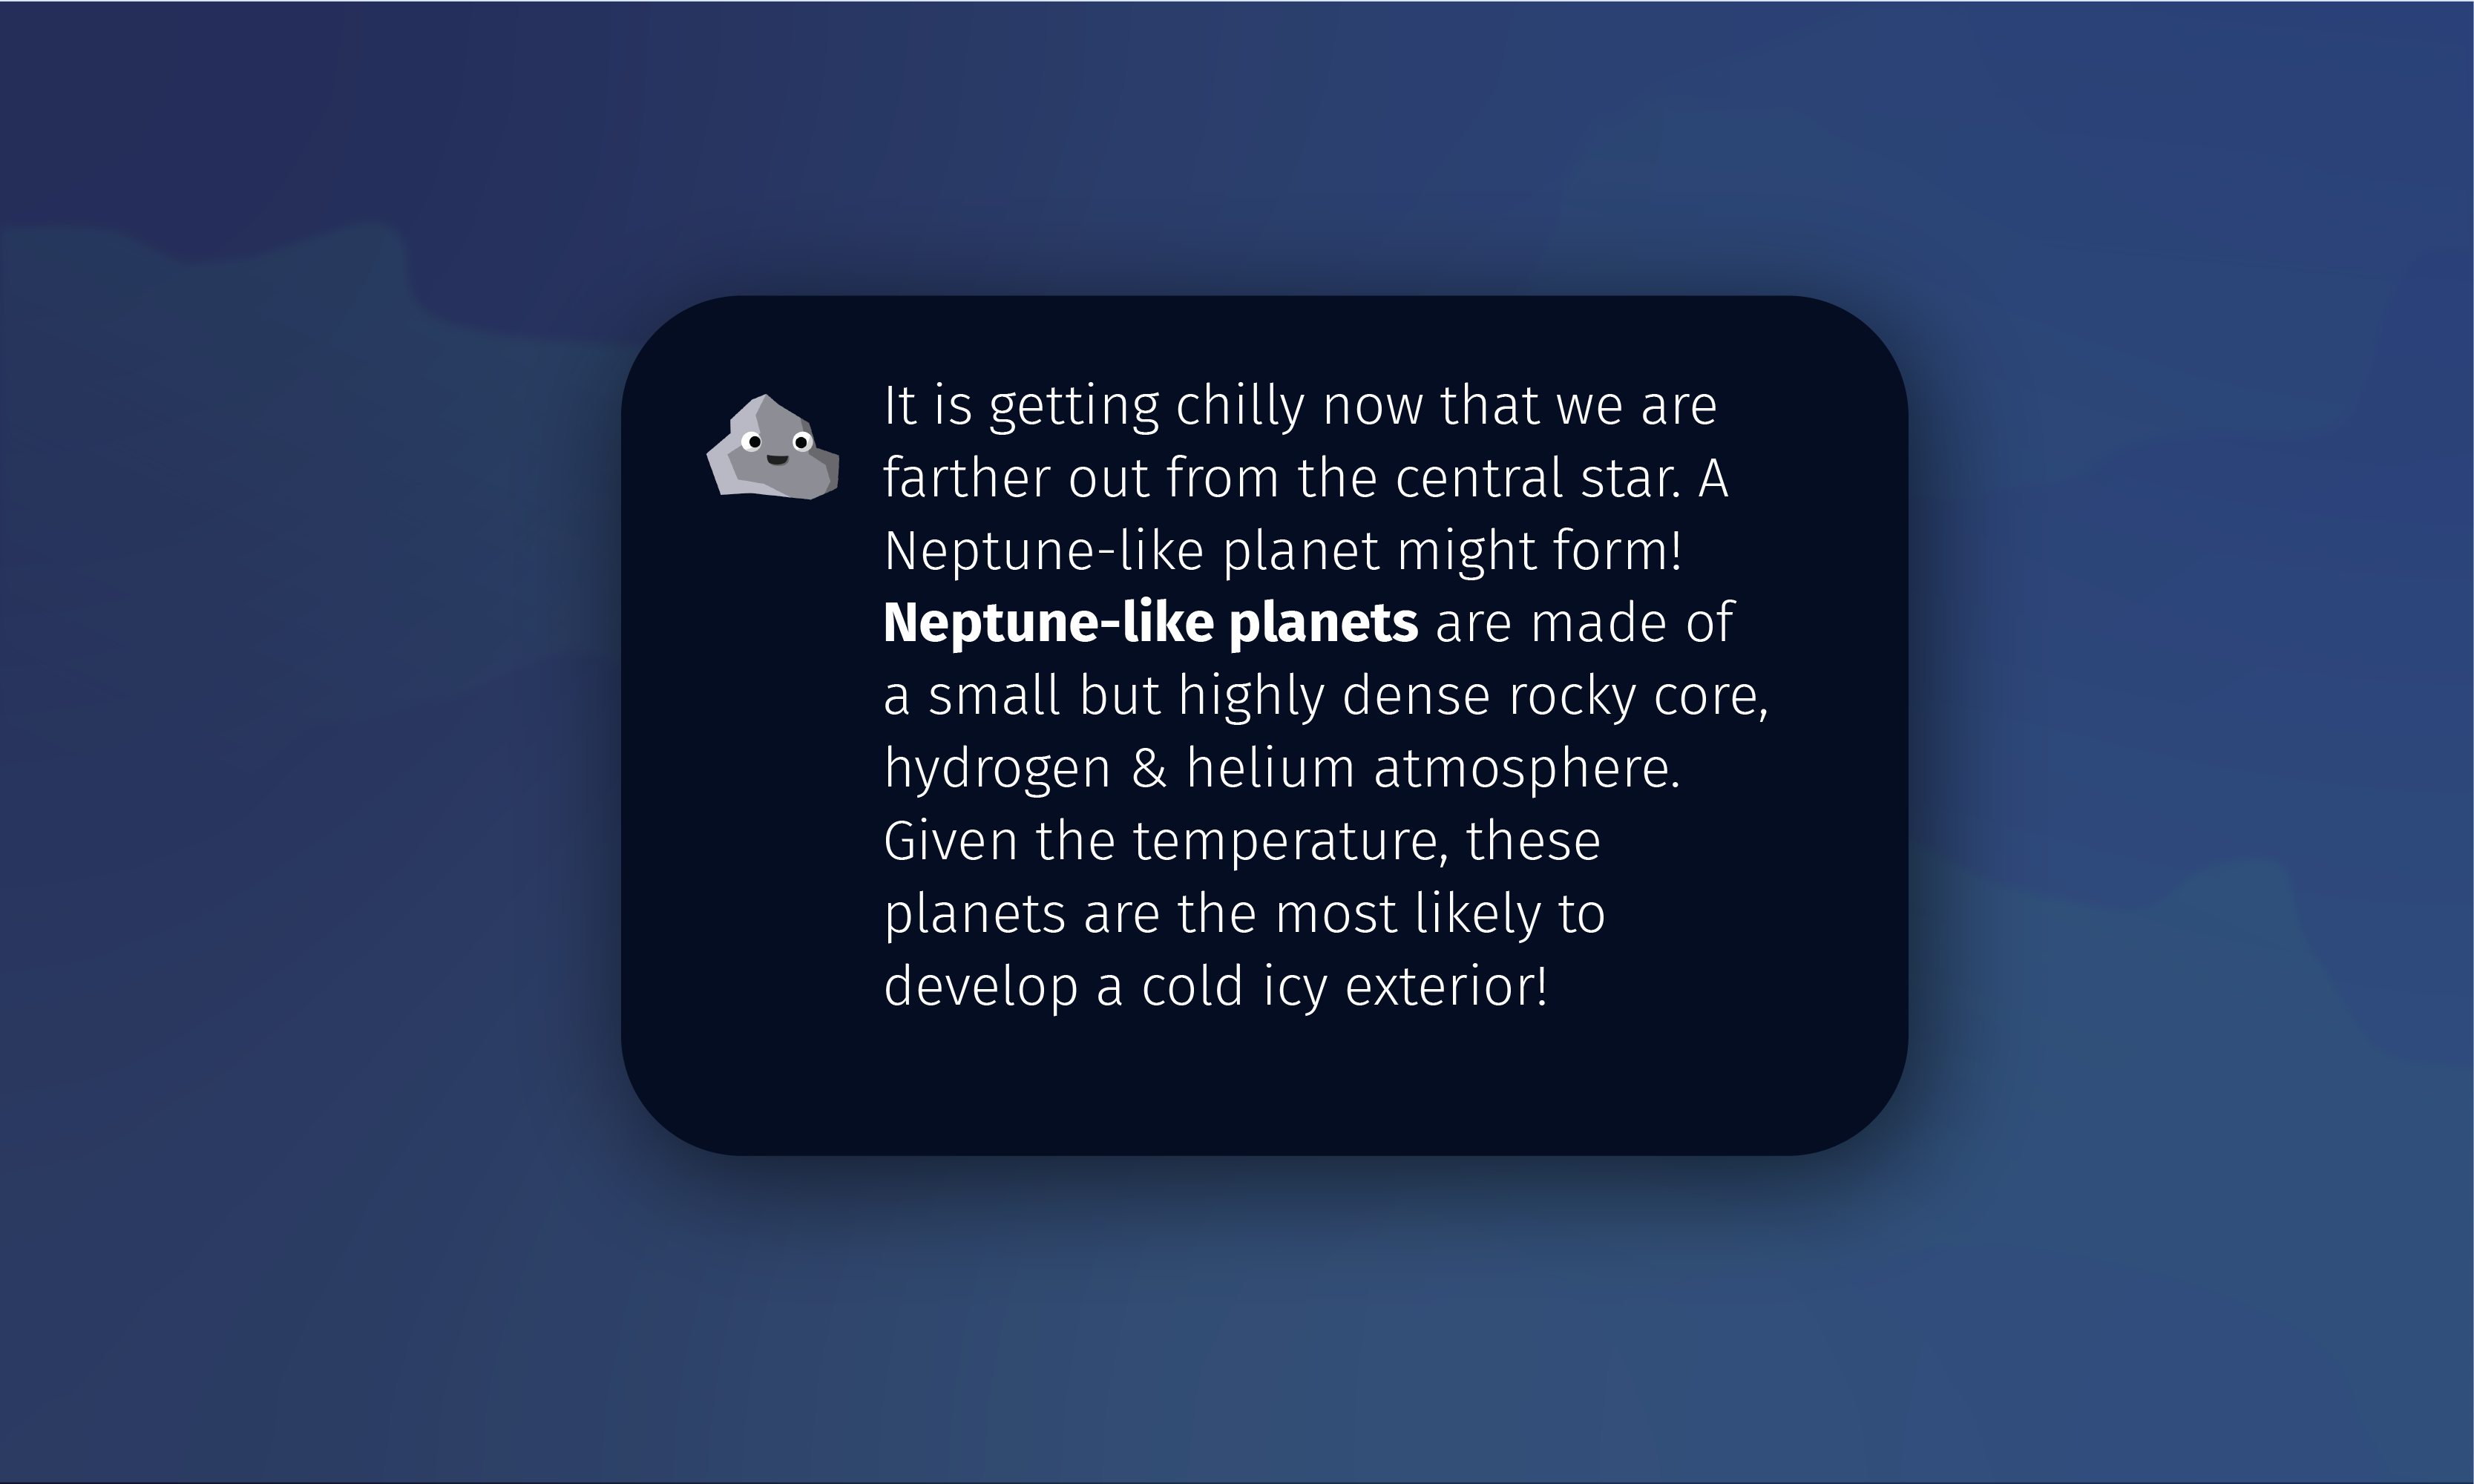 It is getting chilly now that we are
farther out from the central star. A
Neptune-like planet might form!
Neptune-like planets are made of
a small but highly dense rocky core,
hydrogen & helium atmosphere.
Given the temperature, these
planets are the most likely to
develop a cold icy exterior!